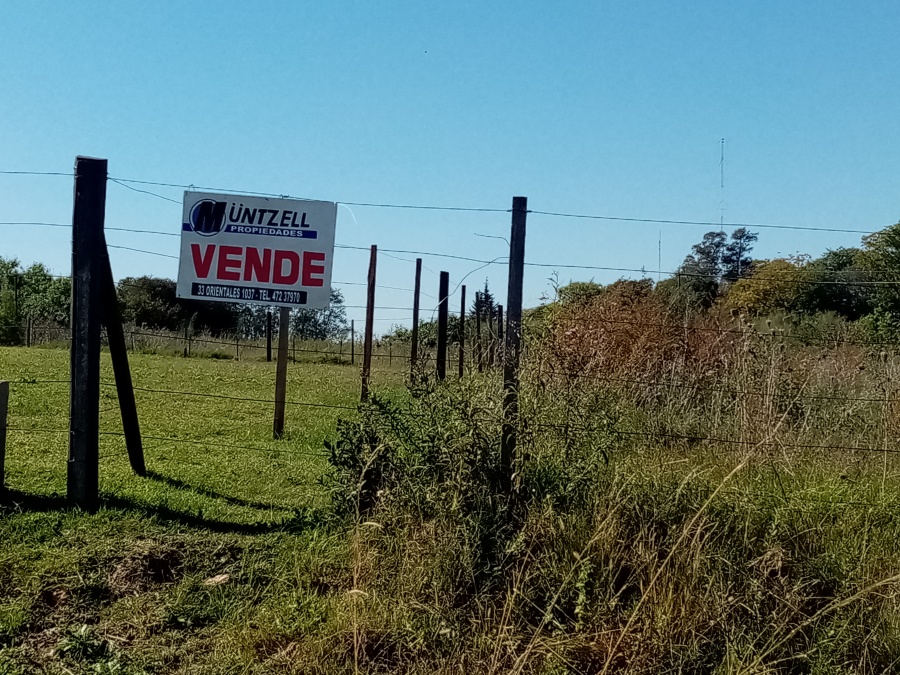 MÜNTZELL
PROPIEDADES
VENDE
33 ORIENTALES 1037 - TEL. 472 37970